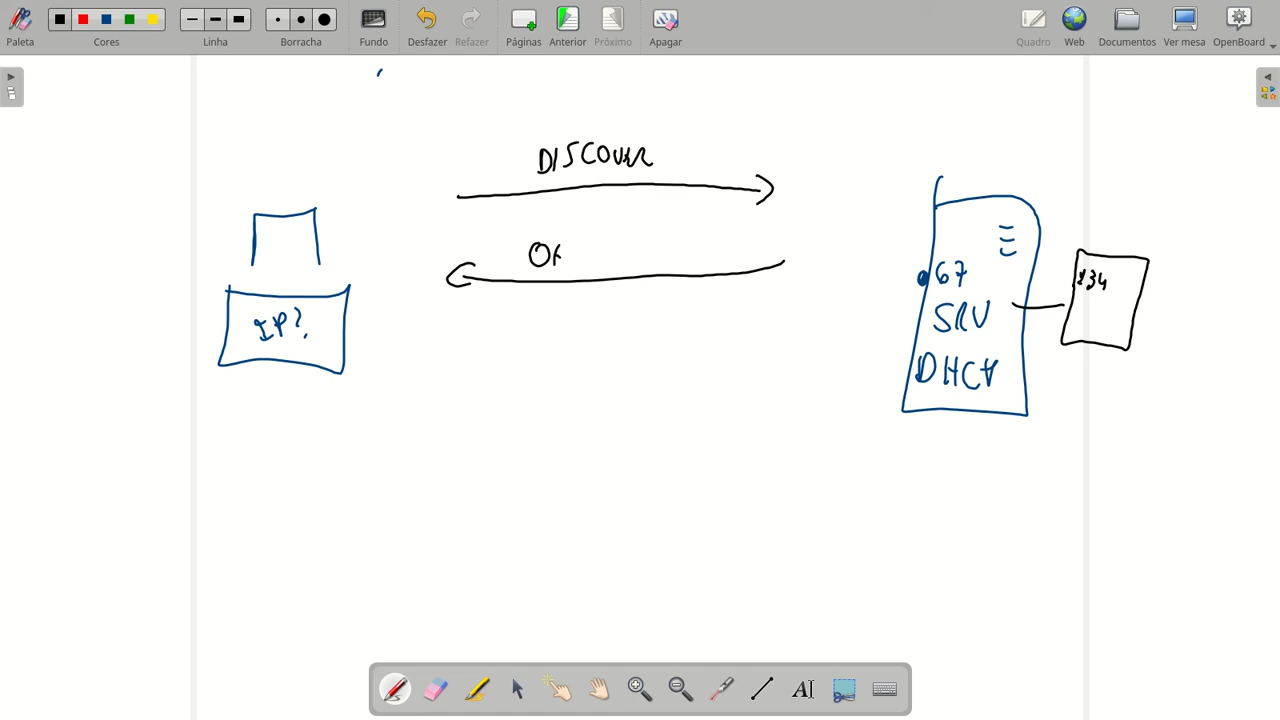 Paleta
Cores
Linha
Borracha
Fundo
Desfazer
Refazer
Páginas
Anterior
Próximo
Apagar
Quadro
Web
Documentos
Ver mesa
OpenBoard
DISCOVER
OF
IP?
67
SRV
DHCP
234